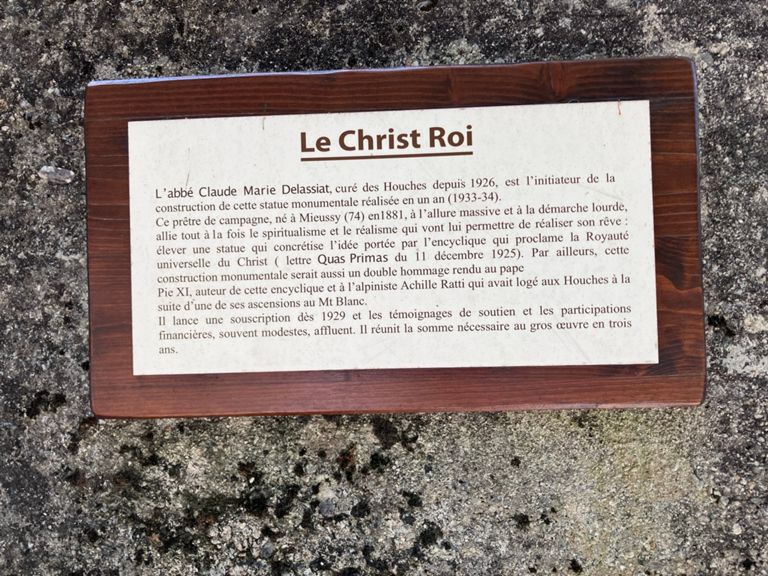 Le Christ Roi
L'abbé Claude Marie Delassiat, curé des Houches depuis 1926, est l'initiateur de la
construction de cette statue monumentale réalisée en un an (1933-34).
Ce prêtre de campagne, né à Mieussy (74) en1881, à l'allure massive et à la démarche lourde,
allie tout à la fois le spiritualisme et le réalisme qui vont lui permettre de réaliser son rêve :
élever une statue qui concrétise l'idée portée par l'encyclique qui proclame la Royauté
universelle du Christ ( lettre Quas Primas du 11 décembre 1925). Par ailleurs, cette
construction monumentale serait aussi un double hommage rendu au pape
Pie XI, auteur de cette encyclique et à l'alpiniste Achille Ratti qui avait logé aux Houches à la
suite d'une de ses ascensions au Mt Blanc.
Il lance une souscription dès 1929 et les témoignages de soutien et les participations
financières, souvent modestes, affluent. Il réunit la somme nécessaire au gros œuvre en trois
ans.